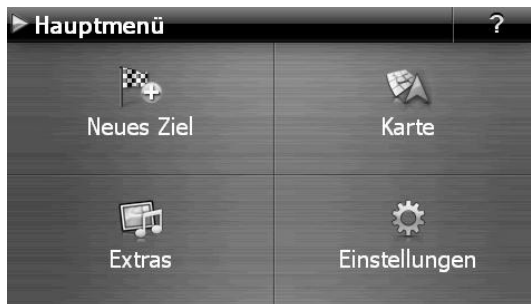 Hauptmenü
?
Neues Ziel
Karte
Extras
Einstellungen